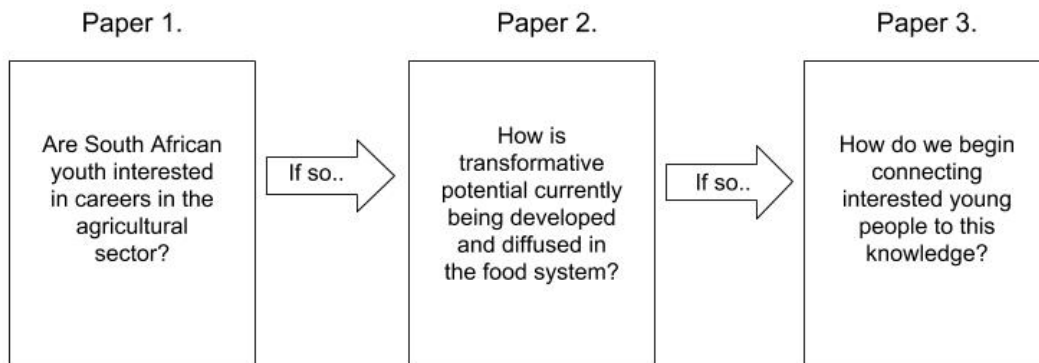 Paper 1.
Paper 2.
Paper 3.
Are South African
youth interested
in careers in the
agricultural
sector?
If so..
How is
transformative
potential currently
being developed
and diffused in
the food system?
If so..
How do we begin
connecting
interested young
people to this
knowledge?